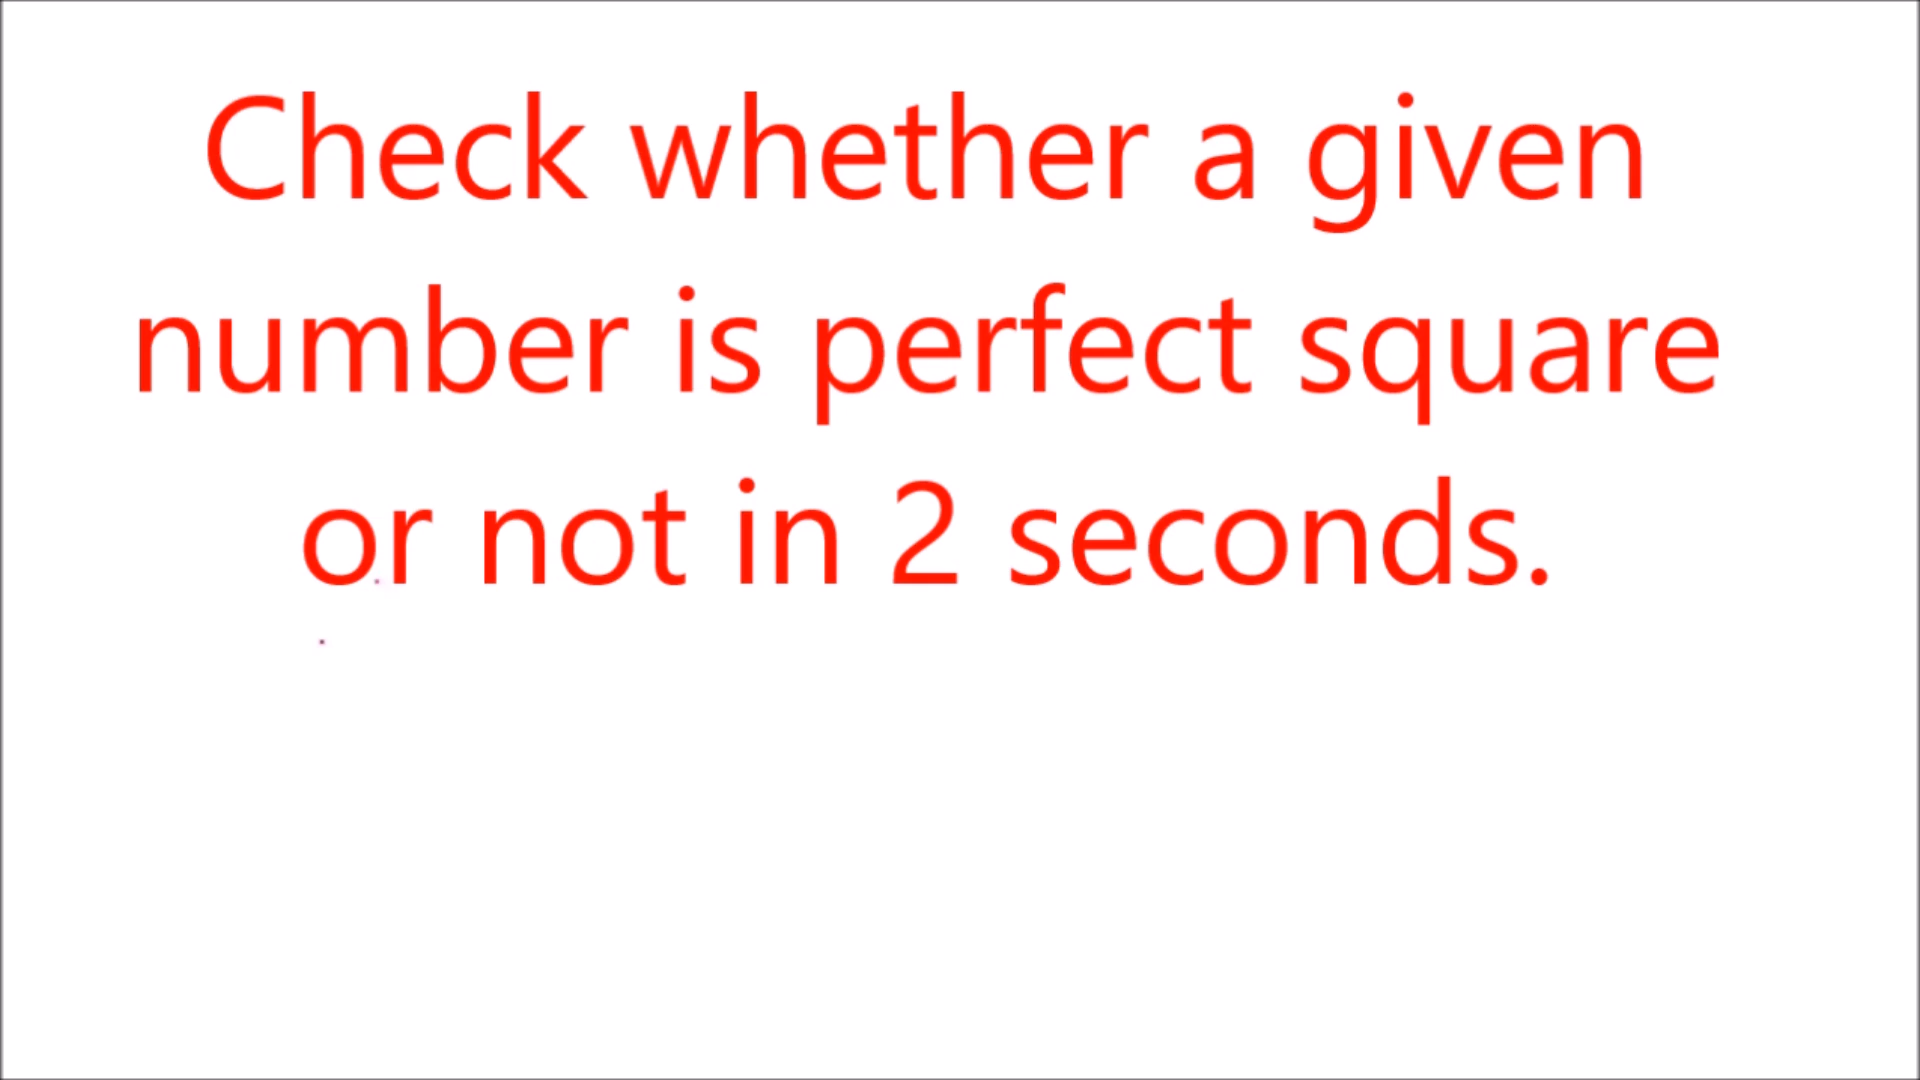 Check whether a given
number is perfect square
or not in 2 seconds.